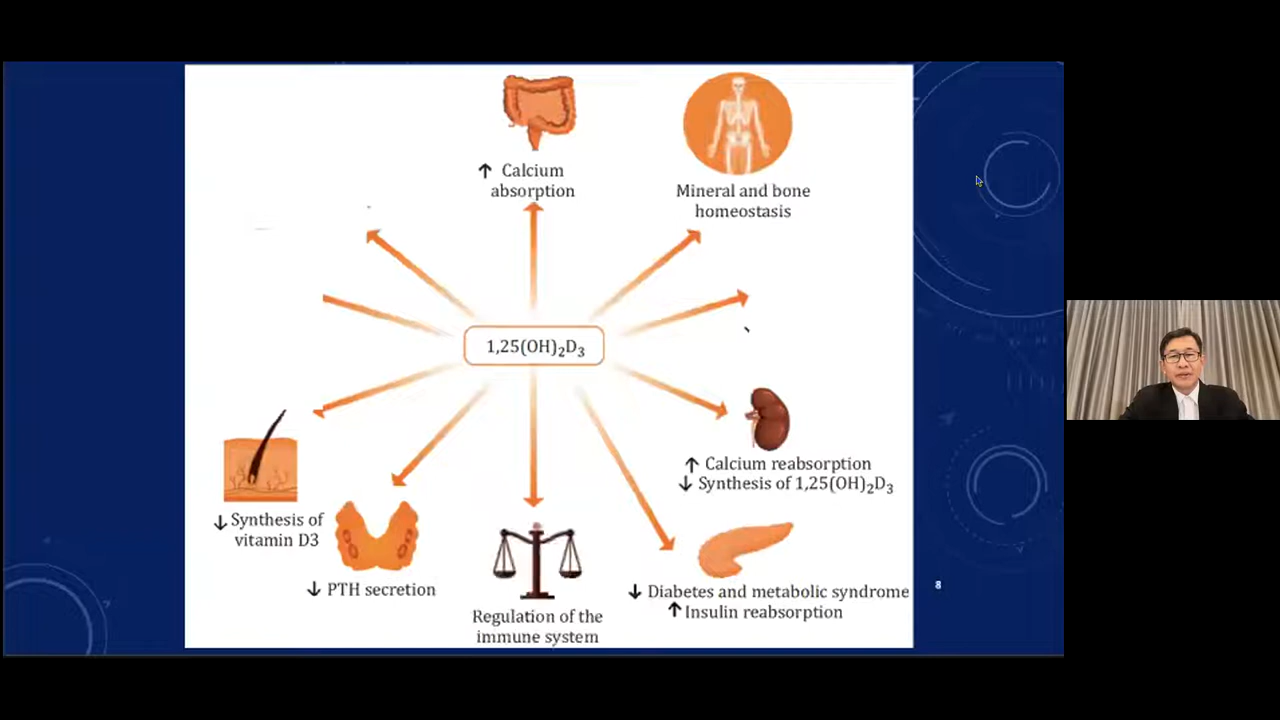 ↑ Calcium
absorption
Mineral and bone
homeostasis
1,25(OH)₂D₃
↑ Calcium reabsorption
↓ Synthesis of 1,25(OH)₂D₃
↓ Synthesis of
vitamin D3
↓ PTH secretion
Regulation of the
immune system
↓ Diabetes and metabolic syndrome
↑ Insulin reabsorption
8